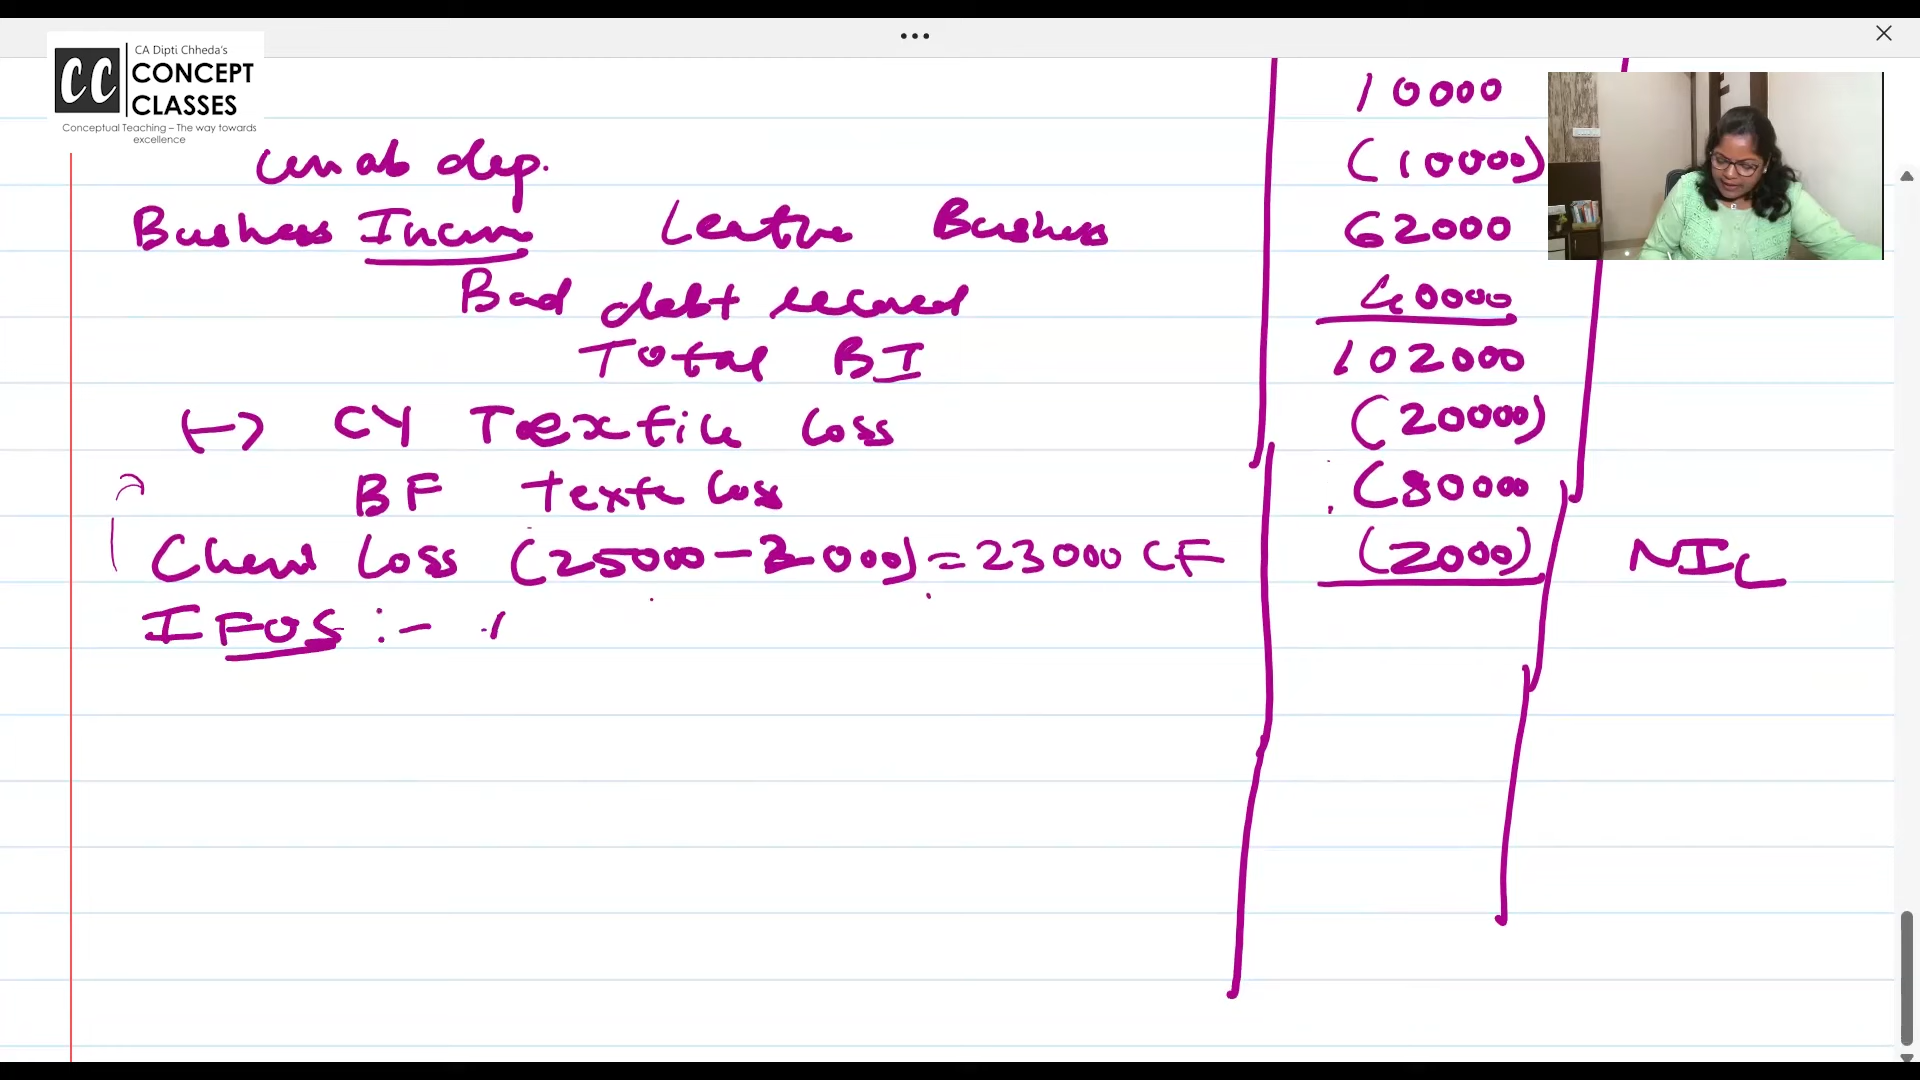 CA Dipti Chheda's
CC CONCEPT
CLASSES
Conceptual Teaching – The way towards
excellence
10000
unab dep. (10000)
Business Income Leather Business 62000
Bad debt recovered 40000
Total BI 102000
(-) CY Textile loss (20000)
BF Texte loss (80000
Loss (25000-2000)=23000 CF (2000) NIL
IFOS :-